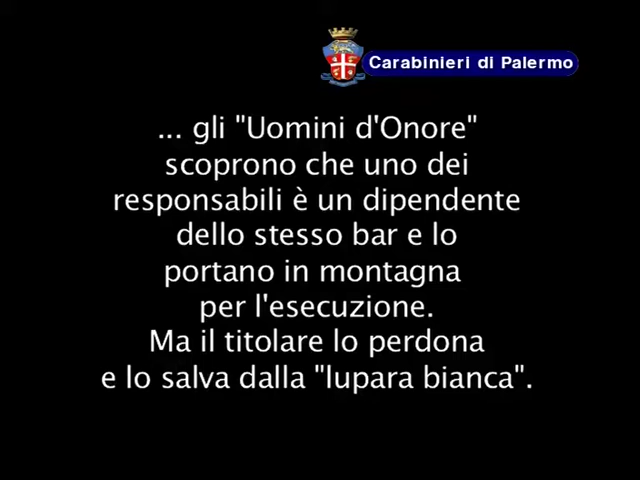 Carabinieri di Palermo
... gli "Uomini d'Onore"
scoprono che uno dei
responsabili è un dipendente
dello stesso bar e lo
portano in montagna
per l'esecuzione.
Ma il titolare lo perdona
e lo salva dalla "lupara bianca".